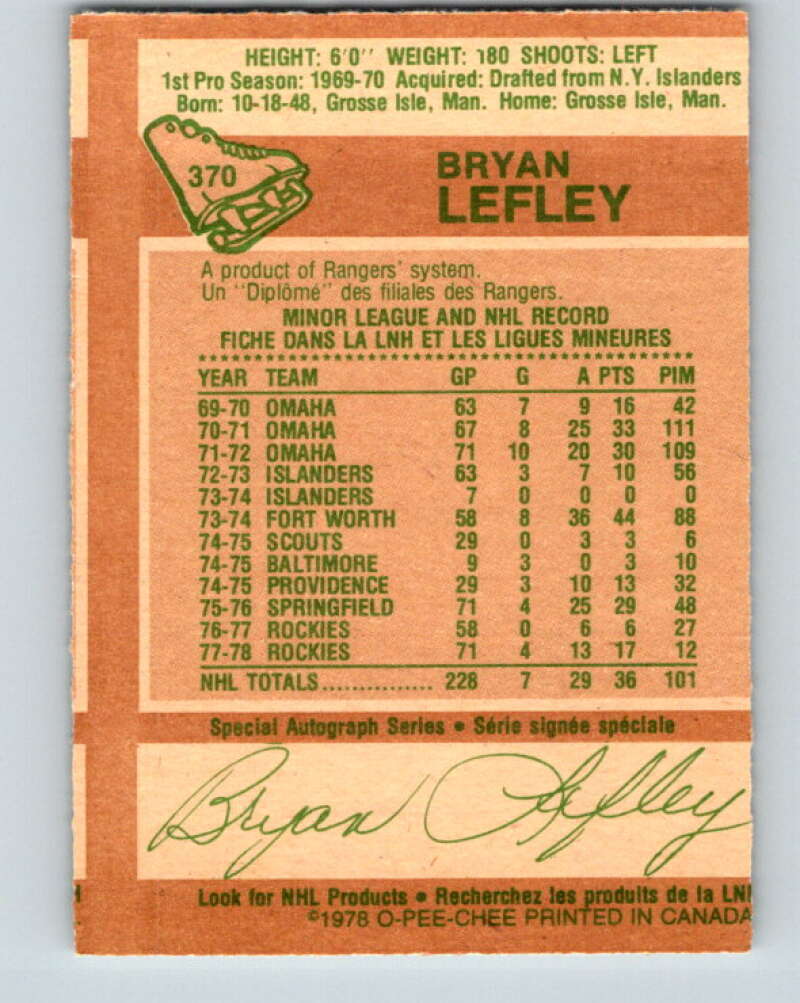 HEIGHT: 6'0'' WEIGHT: 180 SHOOTS: LEFT
1st Pro Season: 1969-70 Acquired: Drafted from N.Y. Islanders
Born: 10-18-48, Grosse Isle, Man. Home: Grosse Isle, Man.
370
BRYAN
LEFLEY
A product of Rangers' system.
Un "Diplômé" des filiales des Rangers.
MINOR LEAGUE AND NHL RECORD
FICHE DANS LA LNH ET LES LIGUES MINEURES
YEAR TEAM GP G A PTS PIM
69-70 OMAHA 63 7 9 16 42
70-71 OMAHA 67 8 25 33 111
71-72 OMAHA 71 10 20 30 109
72-73 ISLANDERS 63 3 7 10 56
73-74 ISLANDERS 7 0 0 0 0
73-74 FORT WORTH 58 8 36 44 88
74-75 SCOUTS 29 0 3 3 6
74-75 BALTIMORE 9 3 0 3 10
74-75 PROVIDENCE 29 3 10 13 32
75-76 SPRINGFIELD 71 4 25 29 48
76-77 ROCKIES 58 0 6 6 27
77-78 ROCKIES 71 4 13 17 12
NHL TOTALS............... 228 7 29 36 101
Special Autograph Series • Série signée spéciale
Bryan Lefley
Look for NHL Products • Recherchez les produits de la LN
©1978 O-PEE-CHEE PRINTED IN CANADA